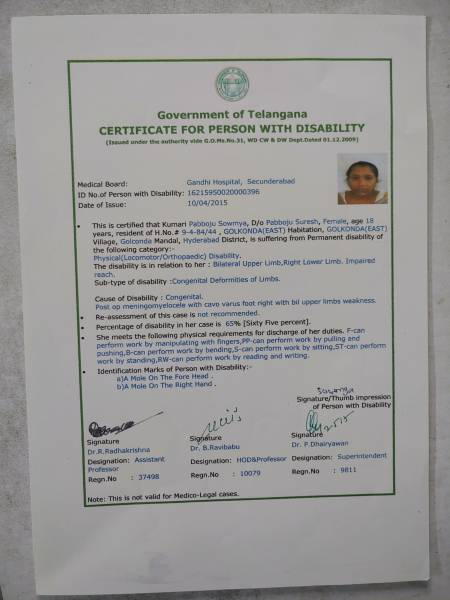 Government of Telangana
CERTIFICATE FOR PERSON WITH DISABILITY
(Issued under the authority vide G.O.Ms.No.31, WD CW & DW Dept.Dated 01.12.2009)
Medical Board: Gandhi Hospital, Secunderabad
ID No.of Person with Disability: 16215950020000396
Date of Issue: 10/04/2015
• This is certified that Kumari Pabboju Sowmya, D/o Pabboju Suresh, Female, age 18
years, resident of H.No.# 9-4-84/44 , GOLKONDA(EAST) Habitation, GOLKONDA(EAST)
Village, Golconda Mandal, Hyderabad District, is suffering from Permanent disability of
the following category:-
Physical(Locomotor/Orthopaedic) Disability.
The disability is in relation to her : Bilateral Upper Limb,Right Lower Limb. Impaired
reach.
Sub-type of disability :Congenital Deformities of Limbs.
Cause of Disability : Congenital.
Post op meningomyelocele with cavo varus foot right with bil upper limbs weakness.
• Re-assessment of this case is not recommended.
• Percentage of disability in her case is 65% [Sixty Five percent].
• She meets the following physical requirements for discharge of her duties. F-can
perform work by manipulating with fingers,PP-can perform work by pulling and
pushing,B-can perform work by bending,S-can perform work by sitting,ST-can perform
work by standing,RW-can perform work by reading and writing.
• Identification Marks of Person with Disability:-
a)A Mole On The Fore Head .
b)A Mole On The Right Hand .
Signature/Thumb impression
of Person with Disability
Signature Signature Signature
Dr.R.Radhakrishna Dr. B.Ravibabu Dr. P.Dhairyawan
Designation: Assistant Professor Designation: HOD&Professor Designation: Superintendent
Regn.No : 37498 Regn.No : 10079 Regn.No : 9811
Note: This is not valid for Medico-Legal cases.